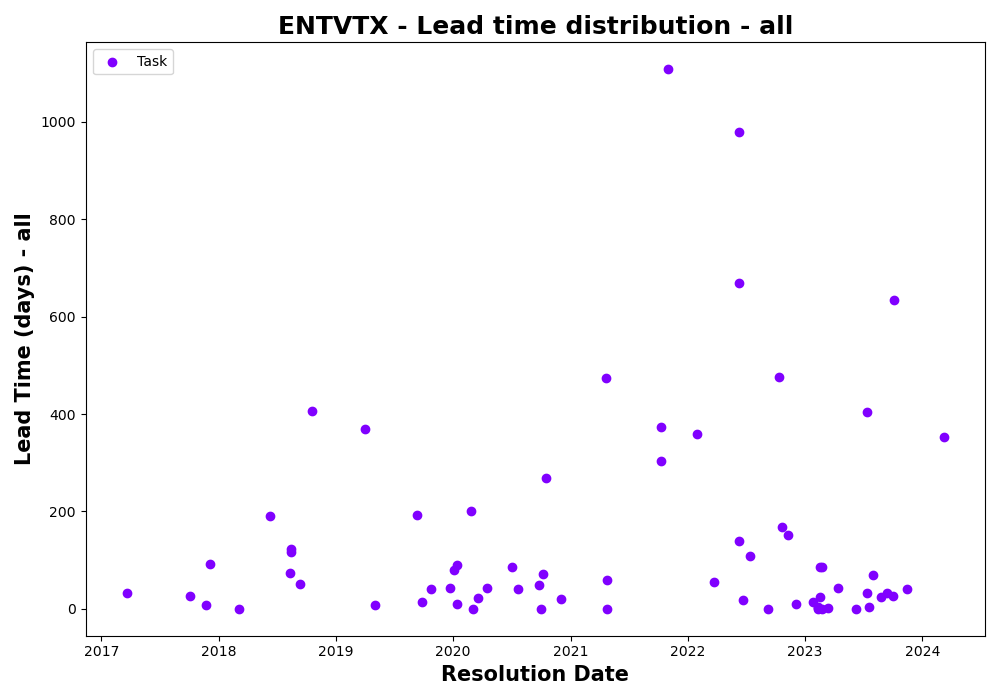 ENTVTX - Lead time distribution - all
Task
Lead Time (days) - all
1000
800
600
400
200
0
2017 2018 2019 2020 2021 2022 2023 2024
Resolution Date